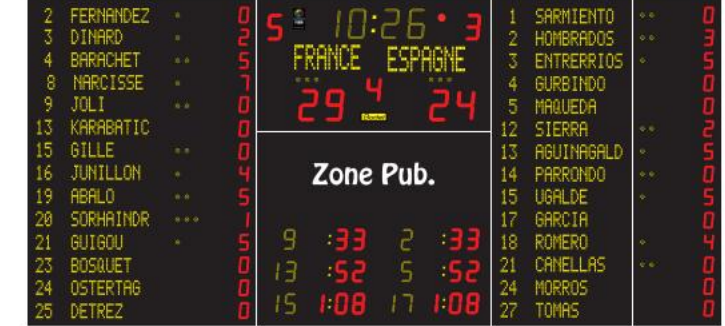 2 FERNANDEZ 0
3 DINARD 2
4 BARACHET 5
8 NARCISSE 7
9 JOLI 0
13 KARABATIC 0
15 GILLE 0
16 JUNILLON 4
19 ABALO 5
20 SORHAINDR 1
21 GUIGOU 5
23 BOSQUET 0
24 OSTERTAG 0
25 DETREZ 0
5 10:26 3
FRANCE ESPAGNE
29 4 24
Zone Pub.
9 :33 2 :33
13 :52 5 :52
15 1:08 17 1:08
1 SARMIENTO 0
2 HOMBRADOS 3
3 ENTRERRIOS 5
4 GURBINDO 0
5 MAQUEDA 0
12 SIERRA 2
13 AGUINAGALD 5
14 PARRONDO 0
15 UGALDE 5
17 GARCIA 0
18 ROMERO 4
21 CANELLAS 0
24 MORROS 0
27 TOMAS 0